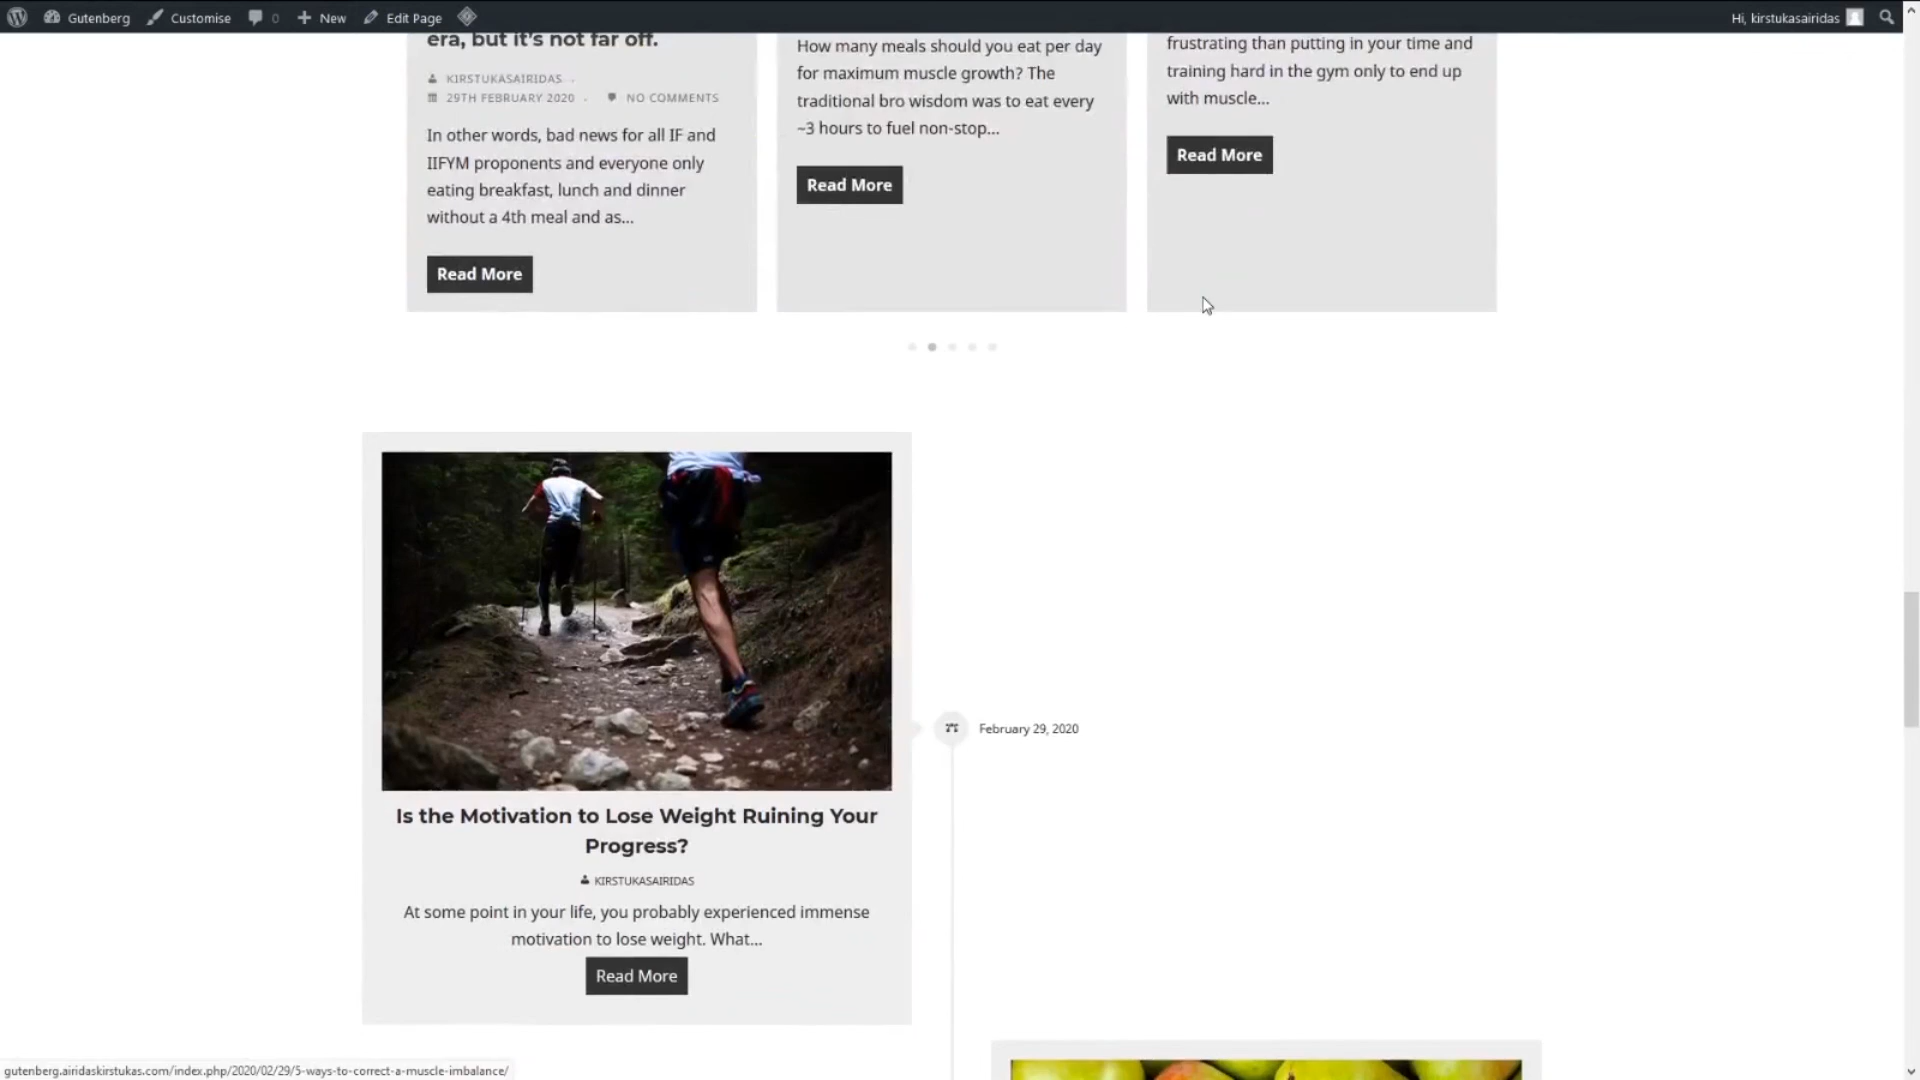 Gutenberg
Customise
0
New
Edit Page
Hi, kirstukasairidas
era, but it's not far off.
KIRSTUKASAIRIDAS
29TH FEBRUARY 2020
NO COMMENTS
In other words, bad news for all IF and
IIFYM proponents and everyone only
eating breakfast, lunch and dinner
without a 4th meal and as...
Read More
How many meals should you eat per day
for maximum muscle growth? The
traditional bro wisdom was to eat every
~3 hours to fuel non-stop...
Read More
frustrating than putting in your time and
training hard in the gym only to end up
with muscle...
Read More
February 29, 2020
Is the Motivation to Lose Weight Ruining Your
Progress?
KIRSTUKASAIRIDAS
At some point in your life, you probably experienced immense
motivation to lose weight. What...
Read More
gutenberg.airidaskirstukas.com/index.php/2020/02/29/5-ways-to-correct-a-muscle-imbalance/